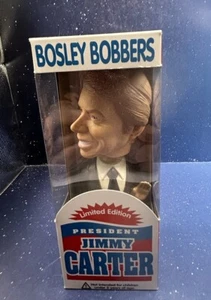 BOSLEY BOBBERS
Limited Edition
PRESIDENT
JIMMY
CARTER